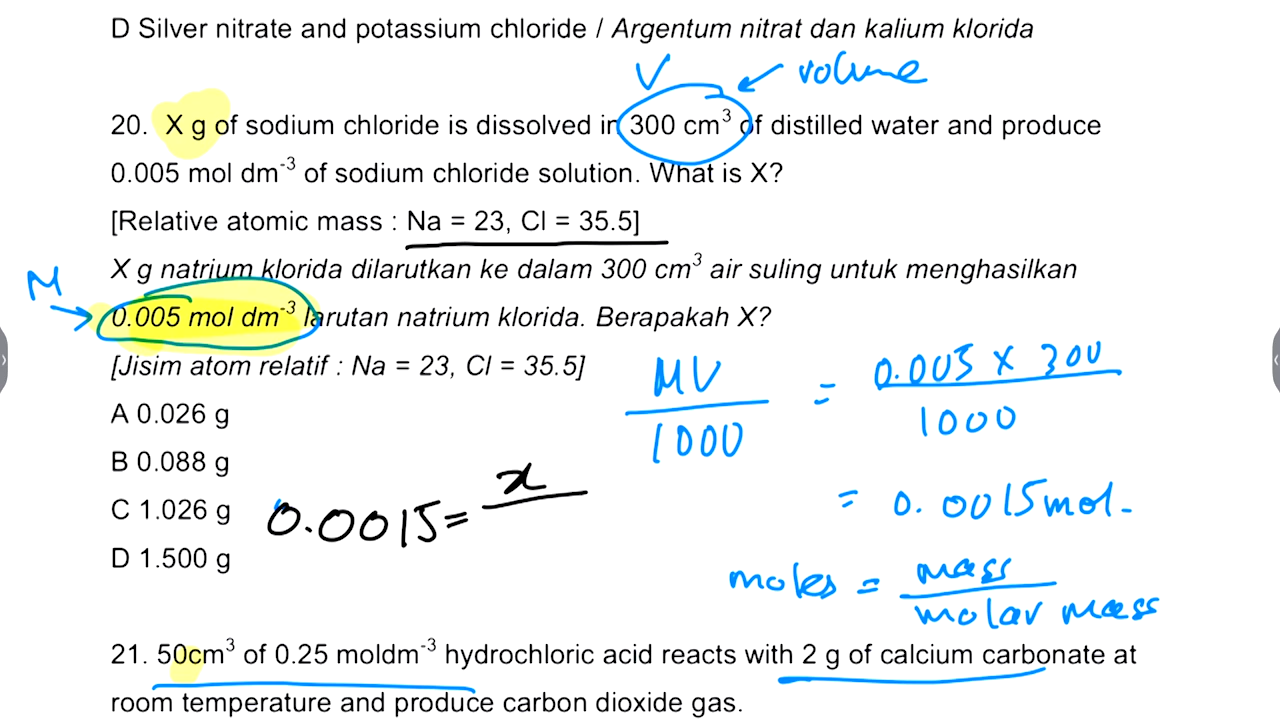 D Silver nitrate and potassium chloride / Argentum nitrat dan kalium klorida
V volume
20. X g of sodium chloride is dissolved in 300 cm³ of distilled water and produce
0.005 mol dm⁻³ of sodium chloride solution. What is X?
[Relative atomic mass : Na = 23, Cl = 35.5]
X g natrium klorida dilarutkan ke dalam 300 cm³ air suling untuk menghasilkan
M
0.005 mol dm⁻³ larutan natrium klorida. Berapakah X?
[Jisim atom relatif : Na = 23, Cl = 35.5]
MV / 1000 = 0.005 x 300 / 1000
A 0.026 g
B 0.088 g
C 1.026 g
D 1.500 g
0.0015 = x
= 0.0015 mol.
moles = mass / molar mass
21. 50cm³ of 0.25 moldm⁻³ hydrochloric acid reacts with 2 g of calcium carbonate at
room temperature and produce carbon dioxide gas.